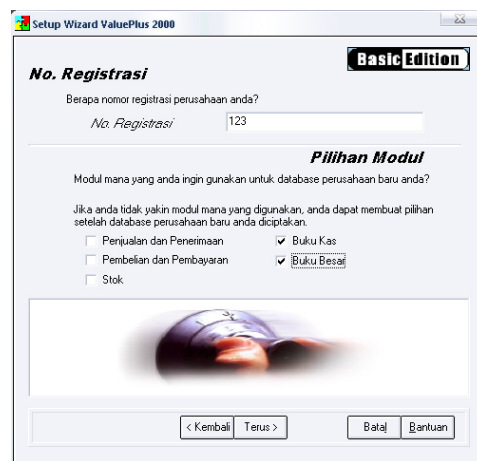 Setup Wizard ValuePlus 2000
Basic Edition
No. Registrasi
Berapa nomor registrasi perusahaan anda?
No. Registrasi 123
Pilihan Modul
Modul mana yang anda ingin gunakan untuk database perusahaan baru anda?
Jika anda tidak yakin modul mana yang digunakan, anda dapat membuat pilihan
setelah database perusahaan baru anda diciptakan.
Penjualan dan Penerimaan Buku Kas
Pembelian dan Pembayaran Buku Besar
Stok
< Kembali Terus > Batal Bantuan